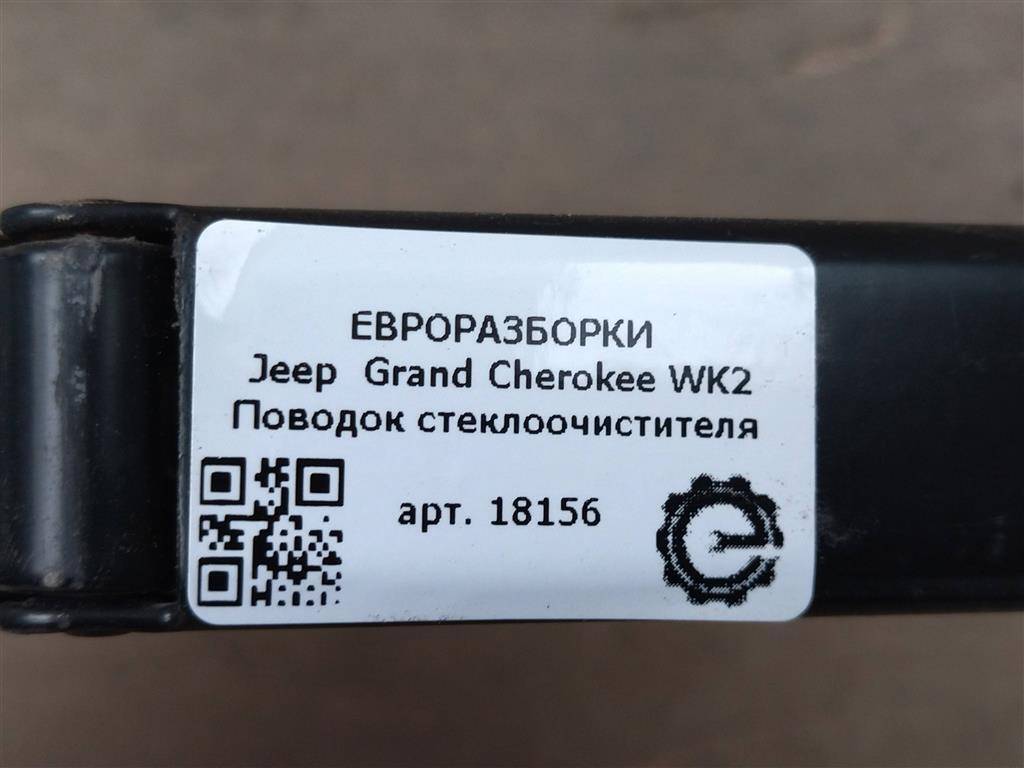 ЕВРОРАЗБОРКИ
Jeep Grand Cherokee WK2
Поводок стеклоочистителя
арт. 18156